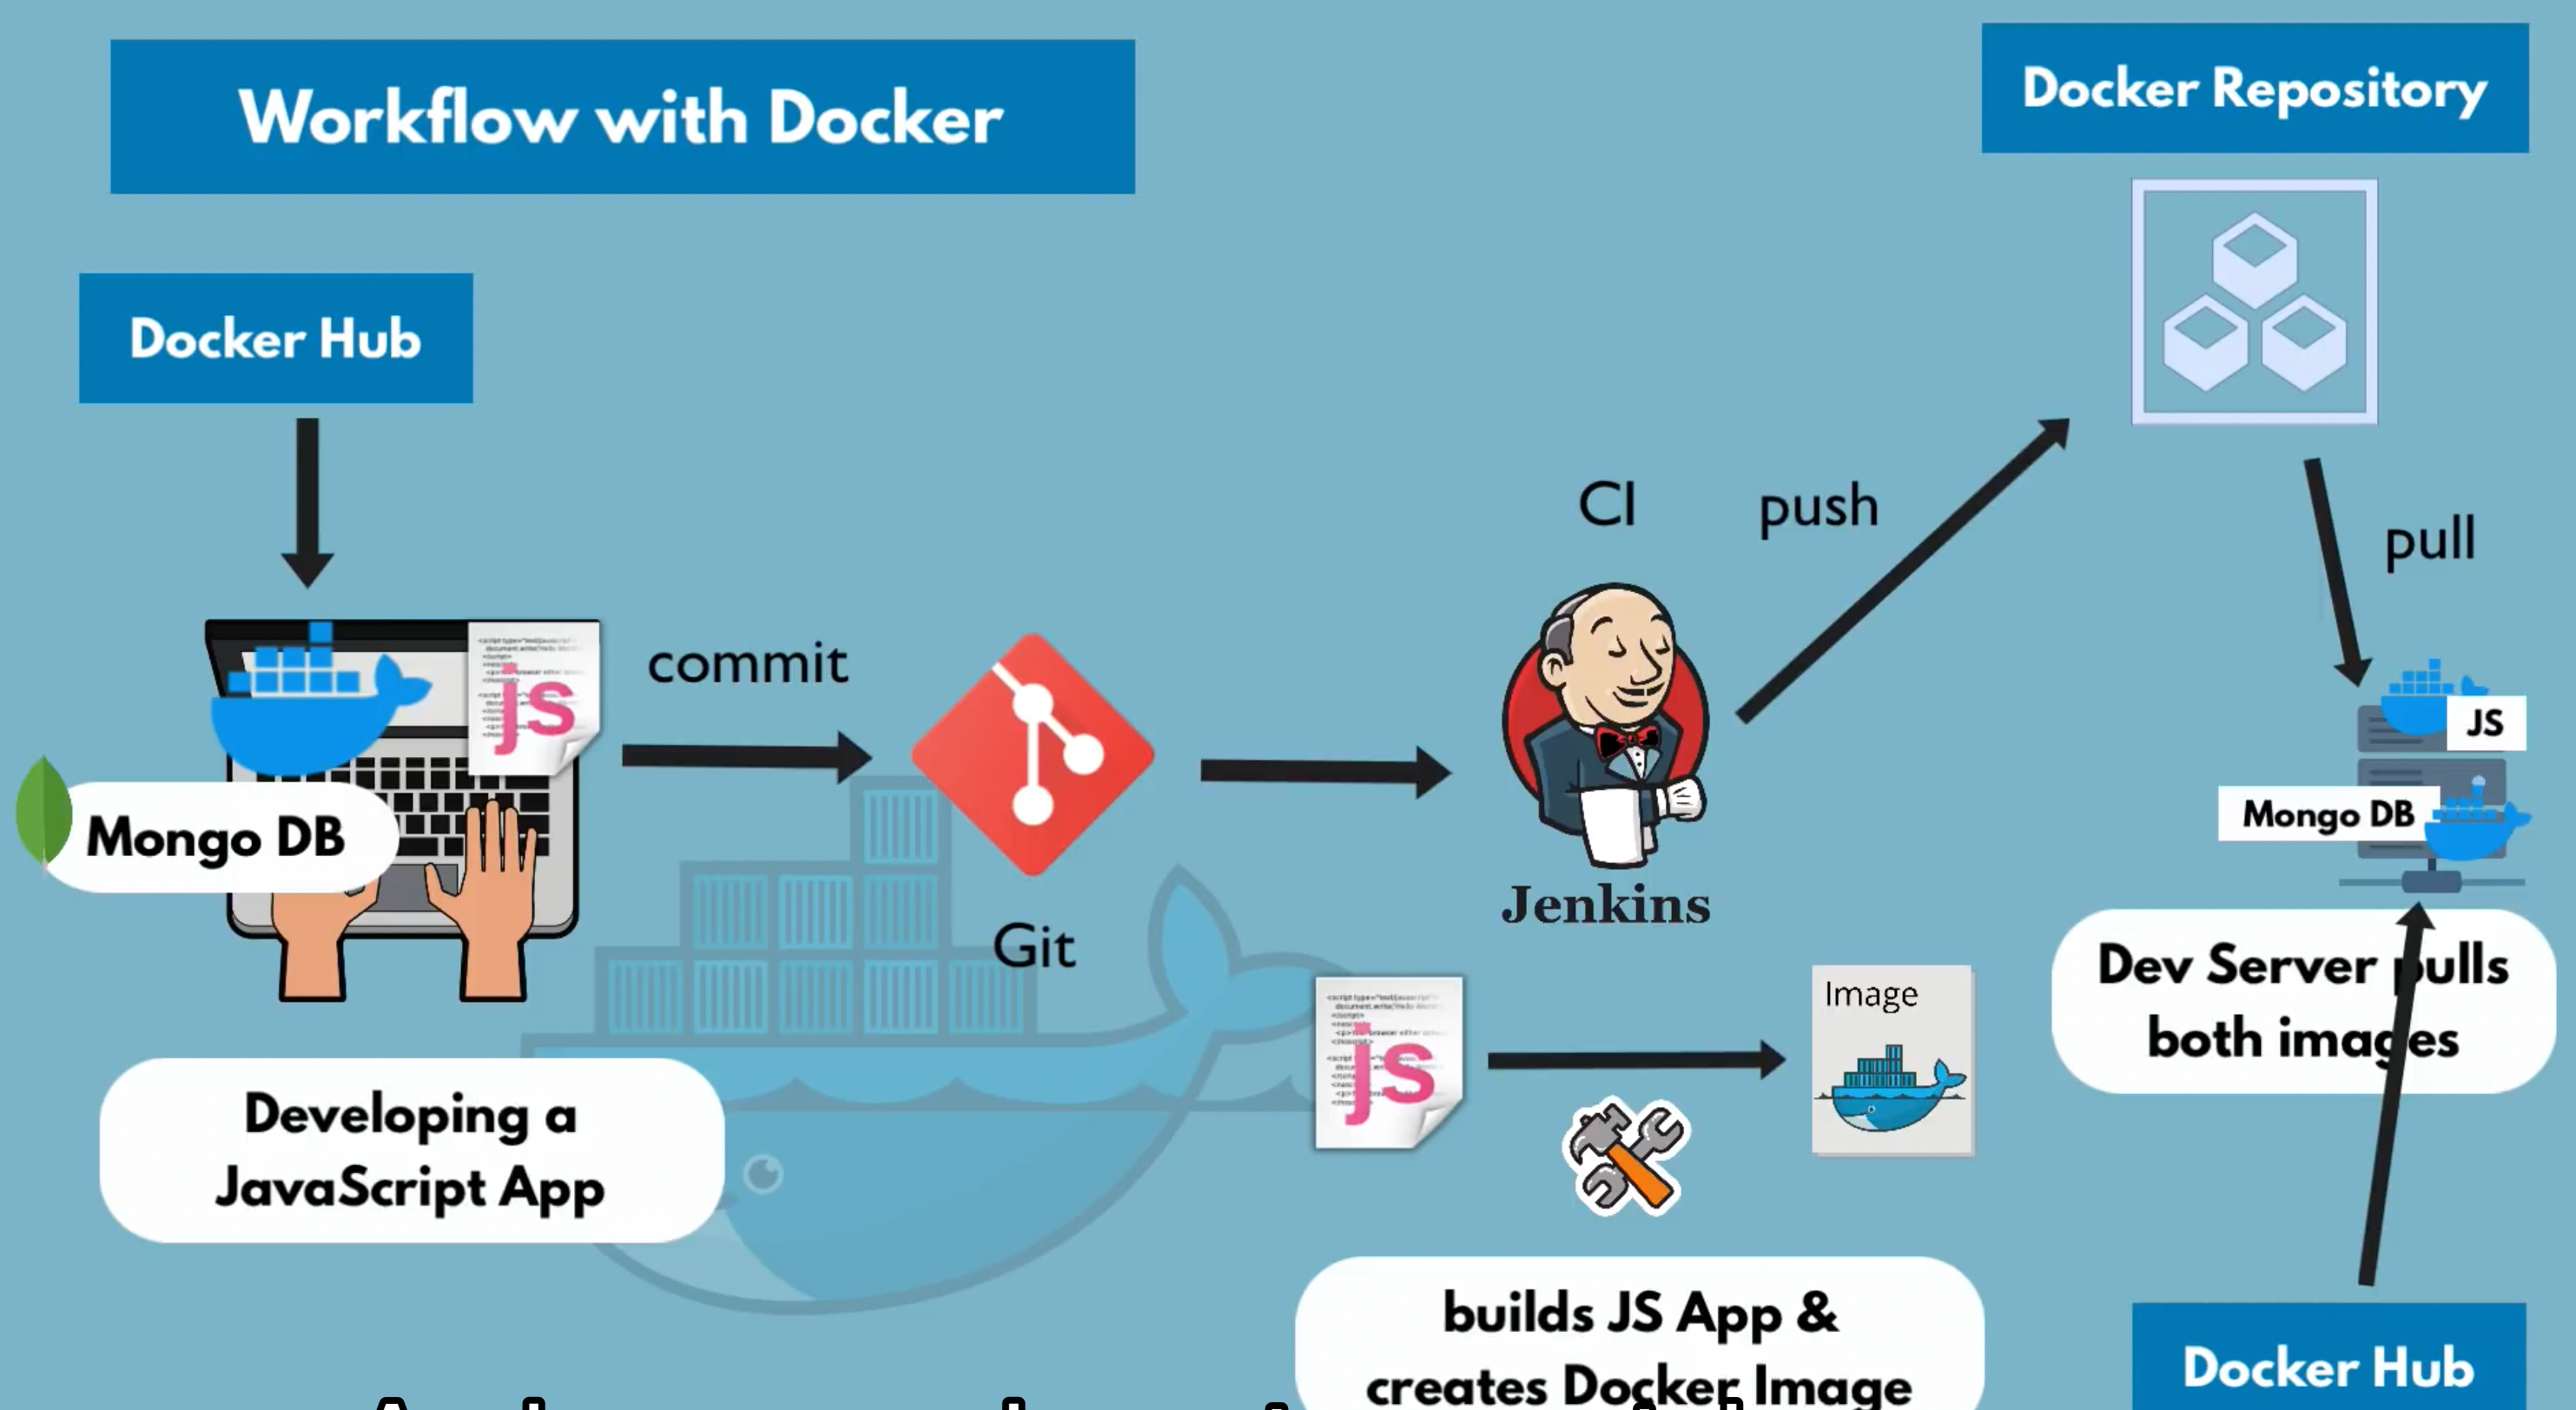 Workflow with Docker
Docker Repository
Docker Hub
CI
push
pull
commit
js
JS
Mongo DB
Mongo DB
Jenkins
Git
Dev Server pulls
both images
Image
js
Developing a
JavaScript App
builds JS App &
creates Docker Image
Docker Hub